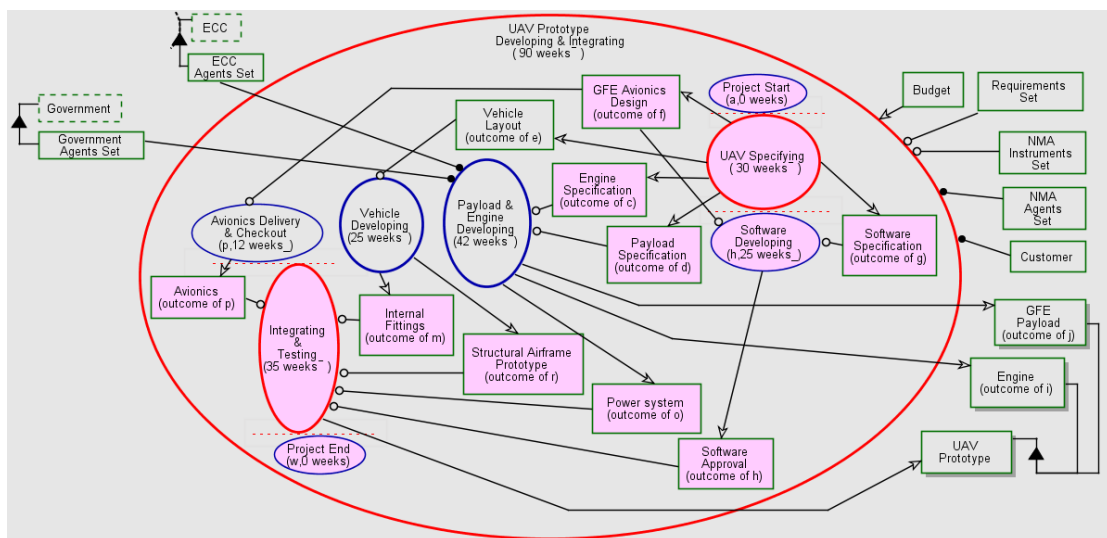 ECC
ECC
Agents Set
Government
Government
Agents Set
UAV Prototype
Developing & Integrating
(90 weeks¯)
GFE Avionics
Design
(outcome of f)
Project Start
(a,0 weeks)
Budget
Requirements
Set
Vehicle
Layout
(outcome of e)
NMA
Instruments
Set
UAV Specifying
(30 weeks¯)
Engine
Specification
(outcome of c)
NMA
Agents Set
Avionics Delivery
& Checkout
(p,12 weeks_)
Vehicle
Developing
(25 weeks¯)
Payload &
Engine
Developing
(42 weeks¯)
Payload
Specification
(outcome of d)
Software
Developing
(h,25 weeks_)
Software
Specification
(outcome of g)
Customer
Avionics
(outcome of p)
Internal
Fittings
(outcome of m)
GFE
Payload
(outcome of j)
Integrating
&
Testing
(35 weeks¯)
Structural Airframe
Prototype
(outcome of r)
Engine
(outcome of i)
Power system
(outcome of o)
Project End
(w,0 weeks)
Software
Approval
(outcome of h)
UAV
Prototype